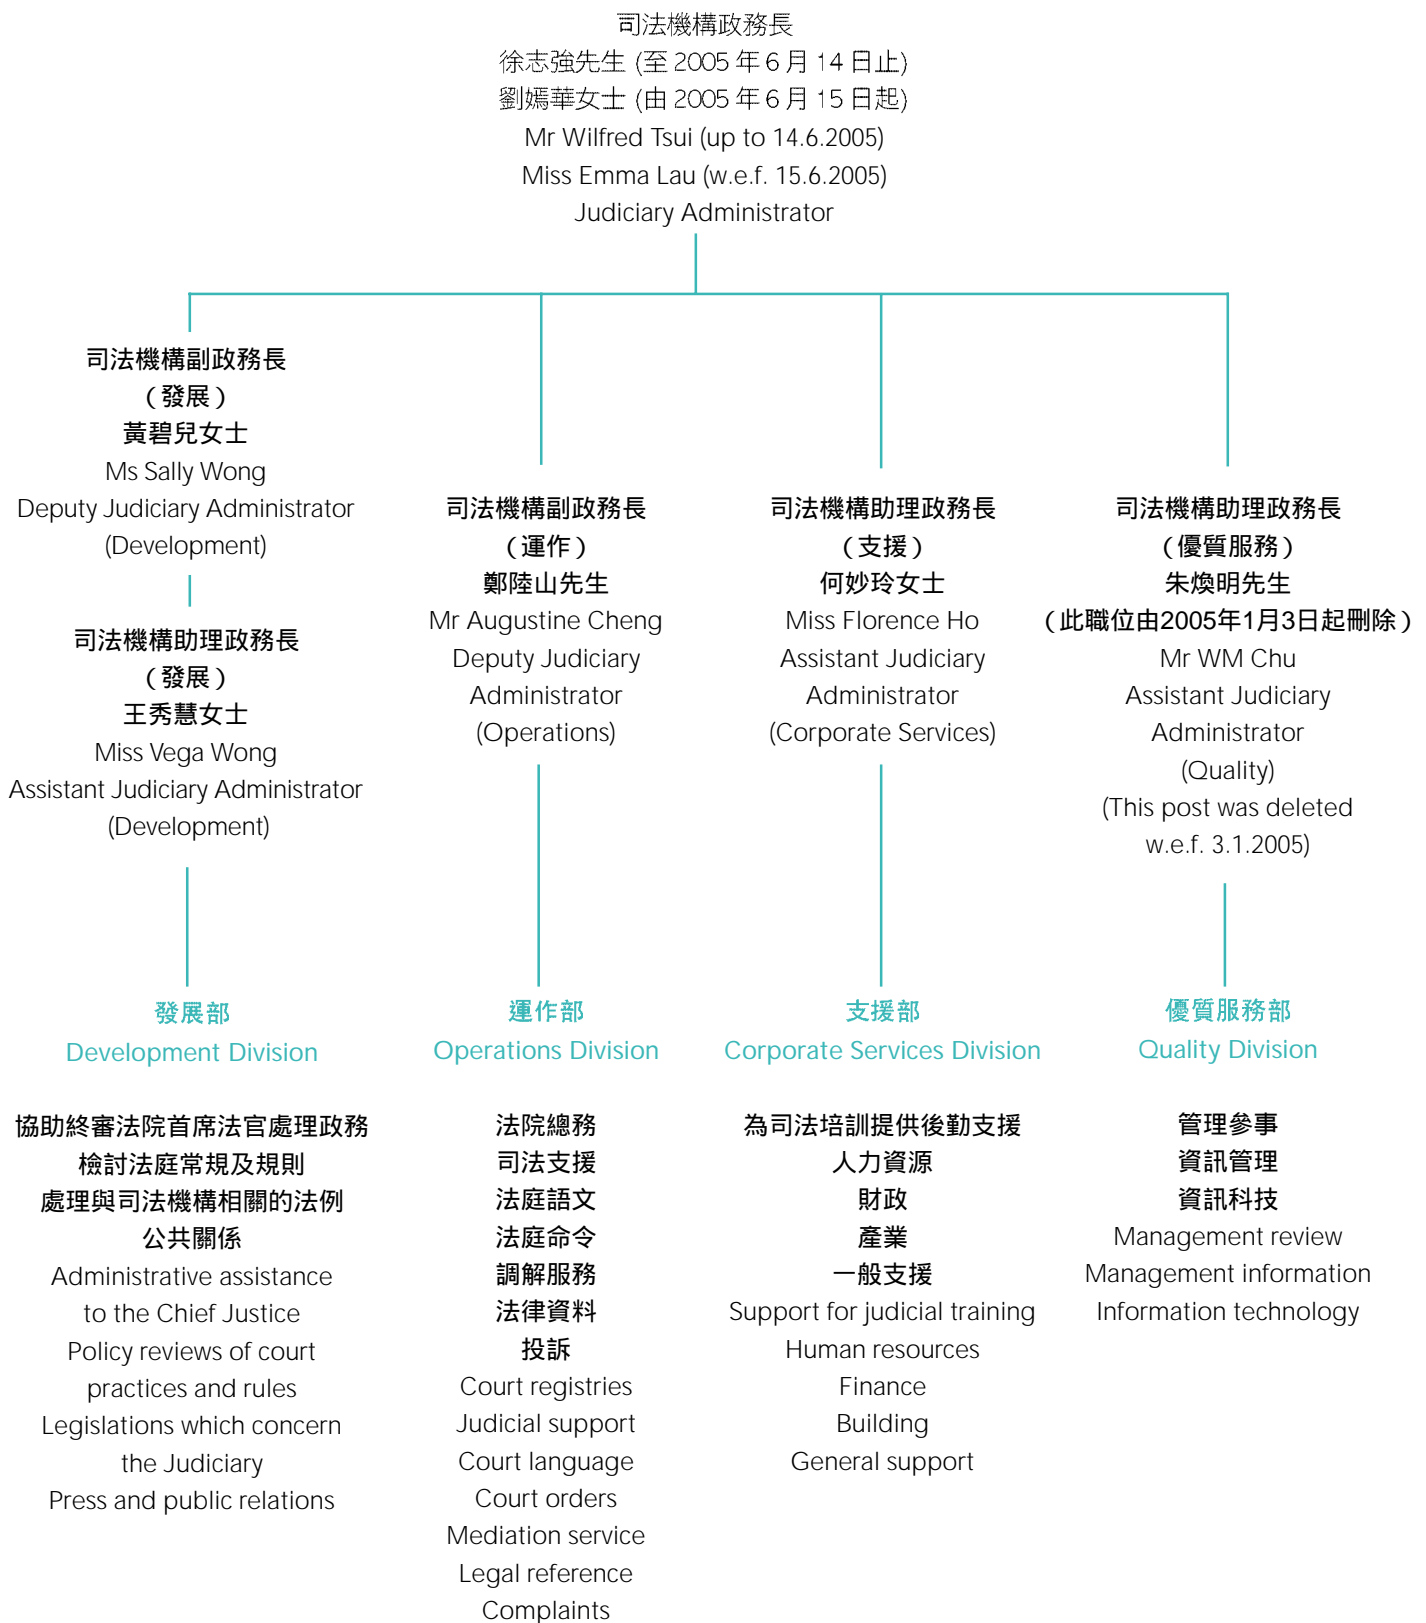 司法機構政務長
徐志強先生 (至 2005 年 6 月 14 日止)
劉嫣華女士 (由 2005 年 6 月 15 日起)
Mr Wilfred Tsui (up to 14.6.2005)
Miss Emma Lau (w.e.f. 15.6.2005)
Judiciary Administrator
司法機構副政務長
(發展)
黃碧兒女士
Ms Sally Wong
Deputy Judiciary Administrator
(Development)
司法機構助理政務長
(發展)
王秀慧女士
Miss Vega Wong
Assistant Judiciary Administrator
(Development)
司法機構副政務長
(運作)
鄭陸山先生
Mr Augustine Cheng
Deputy Judiciary
Administrator
(Operations)
司法機構助理政務長
(支援)
何妙玲女士
Miss Florence Ho
Assistant Judiciary
Administrator
(Corporate Services)
司法機構助理政務長
(優質服務)
朱煥明先生
(此職位由2005年1月3日起刪除)
Mr WM Chu
Assistant Judiciary
Administrator
(Quality)
(This post was deleted
w.e.f. 3.1.2005)
發展部
Development Division
協助終審法院首席法官處理政務
檢討法庭常規及規則
處理與司法機構相關的法例
公共關係
Administrative assistance
to the Chief Justice
Policy reviews of court
practices and rules
Legislations which concern
the Judiciary
Press and public relations
運作部
Operations Division
法院總務
司法支援
法庭語文
法庭命令
調解服務
法律資料
投訴
Court registries
Judicial support
Court language
Court orders
Mediation service
Legal reference
Complaints
支援部
Corporate Services Division
為司法培訓提供後勤支援
人力資源
財政
產業
一般支援
Support for judicial training
Human resources
Finance
Building
General support
優質服務部
Quality Division
管理參事
資訊管理
資訊科技
Management review
Management information
Information technology